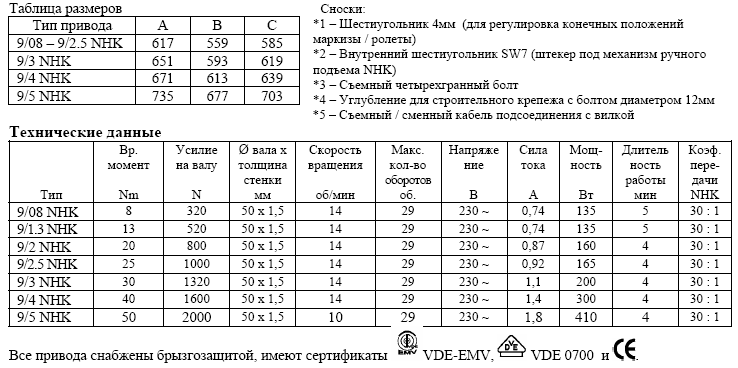 Таблица размеров
Тип привода A B C
9/08 – 9/2.5 NHK 617 559 585
9/3 NHK 651 593 619
9/4 NHK 671 613 639
9/5 NHK 735 677 703
Сноски:
*1 – Шестиугольник 4мм (для регулировка конечных положений
маркизы / ролеты)
*2 – Внутренний шестиугольник SW7 (штекер под механизм ручного
подъема NHK)
*3 – Съемный четырехгранный болт
*4 – Углубление для строительного крепежа с болтом диаметром 12мм
*5 – Съемный / сменный кабель подсоединения с вилкой
Технические данные
Вр. Усилие Ø вала x Скорость Макс. Напряже Сила Мощ- Длитель Коэф.
момент на валу толщина вращения кол-во ние тока ность ность пере-
стенки оборотов работы дачи
Тип Nm N мм об/мин об. В А Вт мин NHK
9/08 NHK 8 320 50 x 1,5 14 29 230 ~ 0,74 135 5 30 : 1
9/1.3 NHK 13 520 50 x 1,5 14 29 230 ~ 0,74 135 5 30 : 1
9/2 NHK 20 800 50 x 1,5 14 29 230 ~ 0,87 160 4 30 : 1
9/2.5 NHK 25 1000 50 x 1,5 14 29 230 ~ 0,92 165 4 30 : 1
9/3 NHK 30 1320 50 x 1,5 14 29 230 ~ 1,1 200 4 30 : 1
9/4 NHK 40 1600 50 x 1,5 14 29 230 ~ 1,4 300 4 30 : 1
9/5 NHK 50 2000 50 x 1,5 10 29 230 ~ 1,8 410 4 30 : 1
Все привода снабжены брызгозащитой, имеют сертификаты EMV VDE-EMV, VDE VDE 0700 и CE.